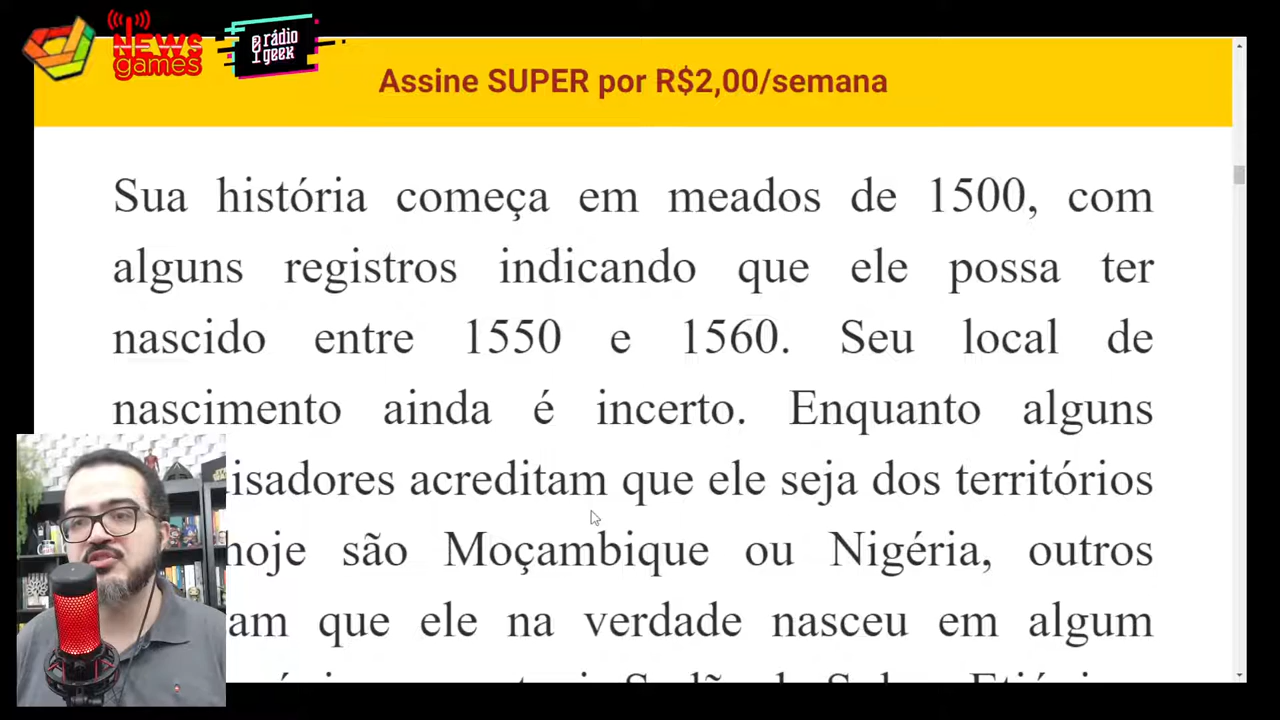 NEWS
games
rádio
geek
Assine SUPER por R$2,00/semana
Sua história começa em meados de 1500, com
alguns registros indicando que ele possa ter
nascido entre 1550 e 1560. Seu local de
nascimento ainda é incerto. Enquanto alguns
isadores acreditam que ele seja dos territórios
hoje são Moçambique ou Nigéria, outros
am que ele na verdade nasceu em algum